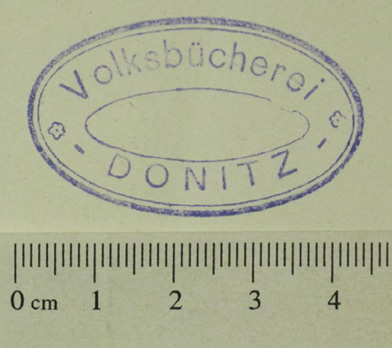 Volksbücherei
- DONITZ -
0 cm 1 2 3 4